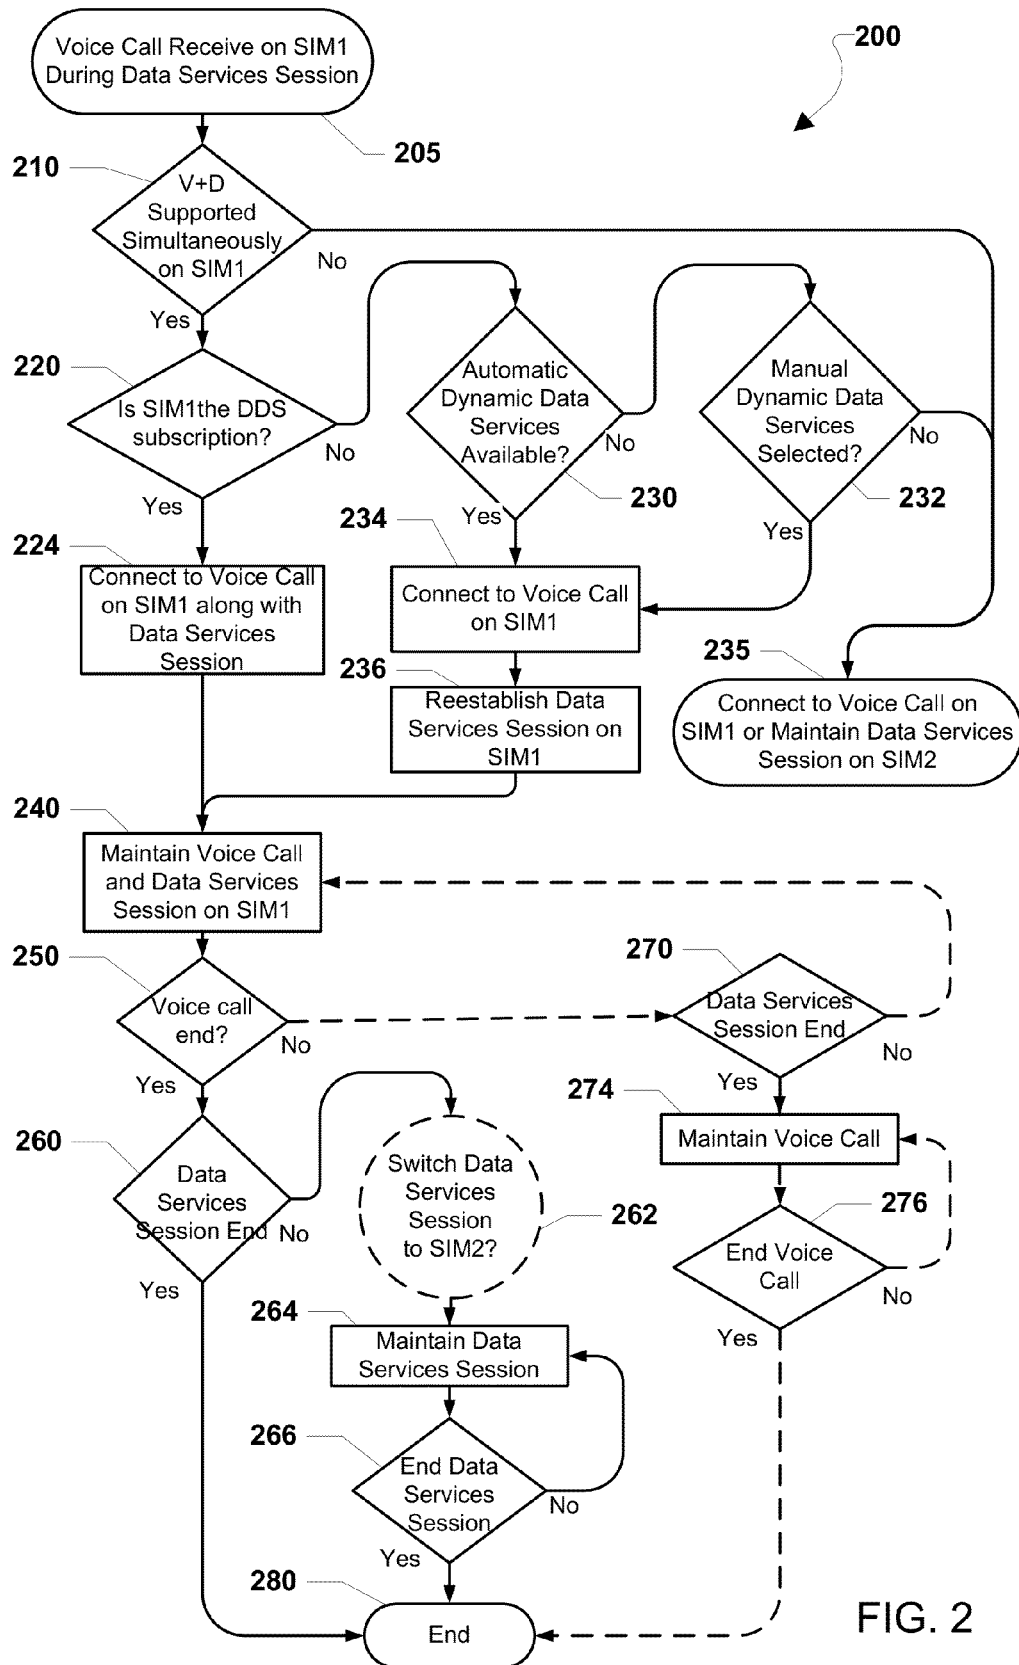 Voice Call Receive on SIM1
During Data Services Session
200
205
210
V+D
Supported
Simultaneously
on SIM1
No
Yes
220
Is SIM1the DDS
subscription?
No
Yes
Automatic
Dynamic Data
Services
Available?
No
230
Yes
Manual
Dynamic Data
Services
Selected?
No
232
Yes
224
Connect to Voice Call
on SIM1 along with
Data Services
Session
234
Connect to Voice Call
on SIM1
236
Reestablish Data
Services Session on
SIM1
235
Connect to Voice Call on
SIM1 or Maintain Data Services
Session on SIM2
240
Maintain Voice Call
and Data Services
Session on SIM1
250
Voice call
end?
No
Yes
270
Data Services
Session End
No
Yes
260
Data
Services
Session End
No
Yes
Switch Data
Services
Session
to SIM2?
262
274
Maintain Voice Call
276
End Voice
Call
No
Yes
264
Maintain Data
Services Session
266
End Data
Services
Session
No
Yes
280
End
FIG. 2